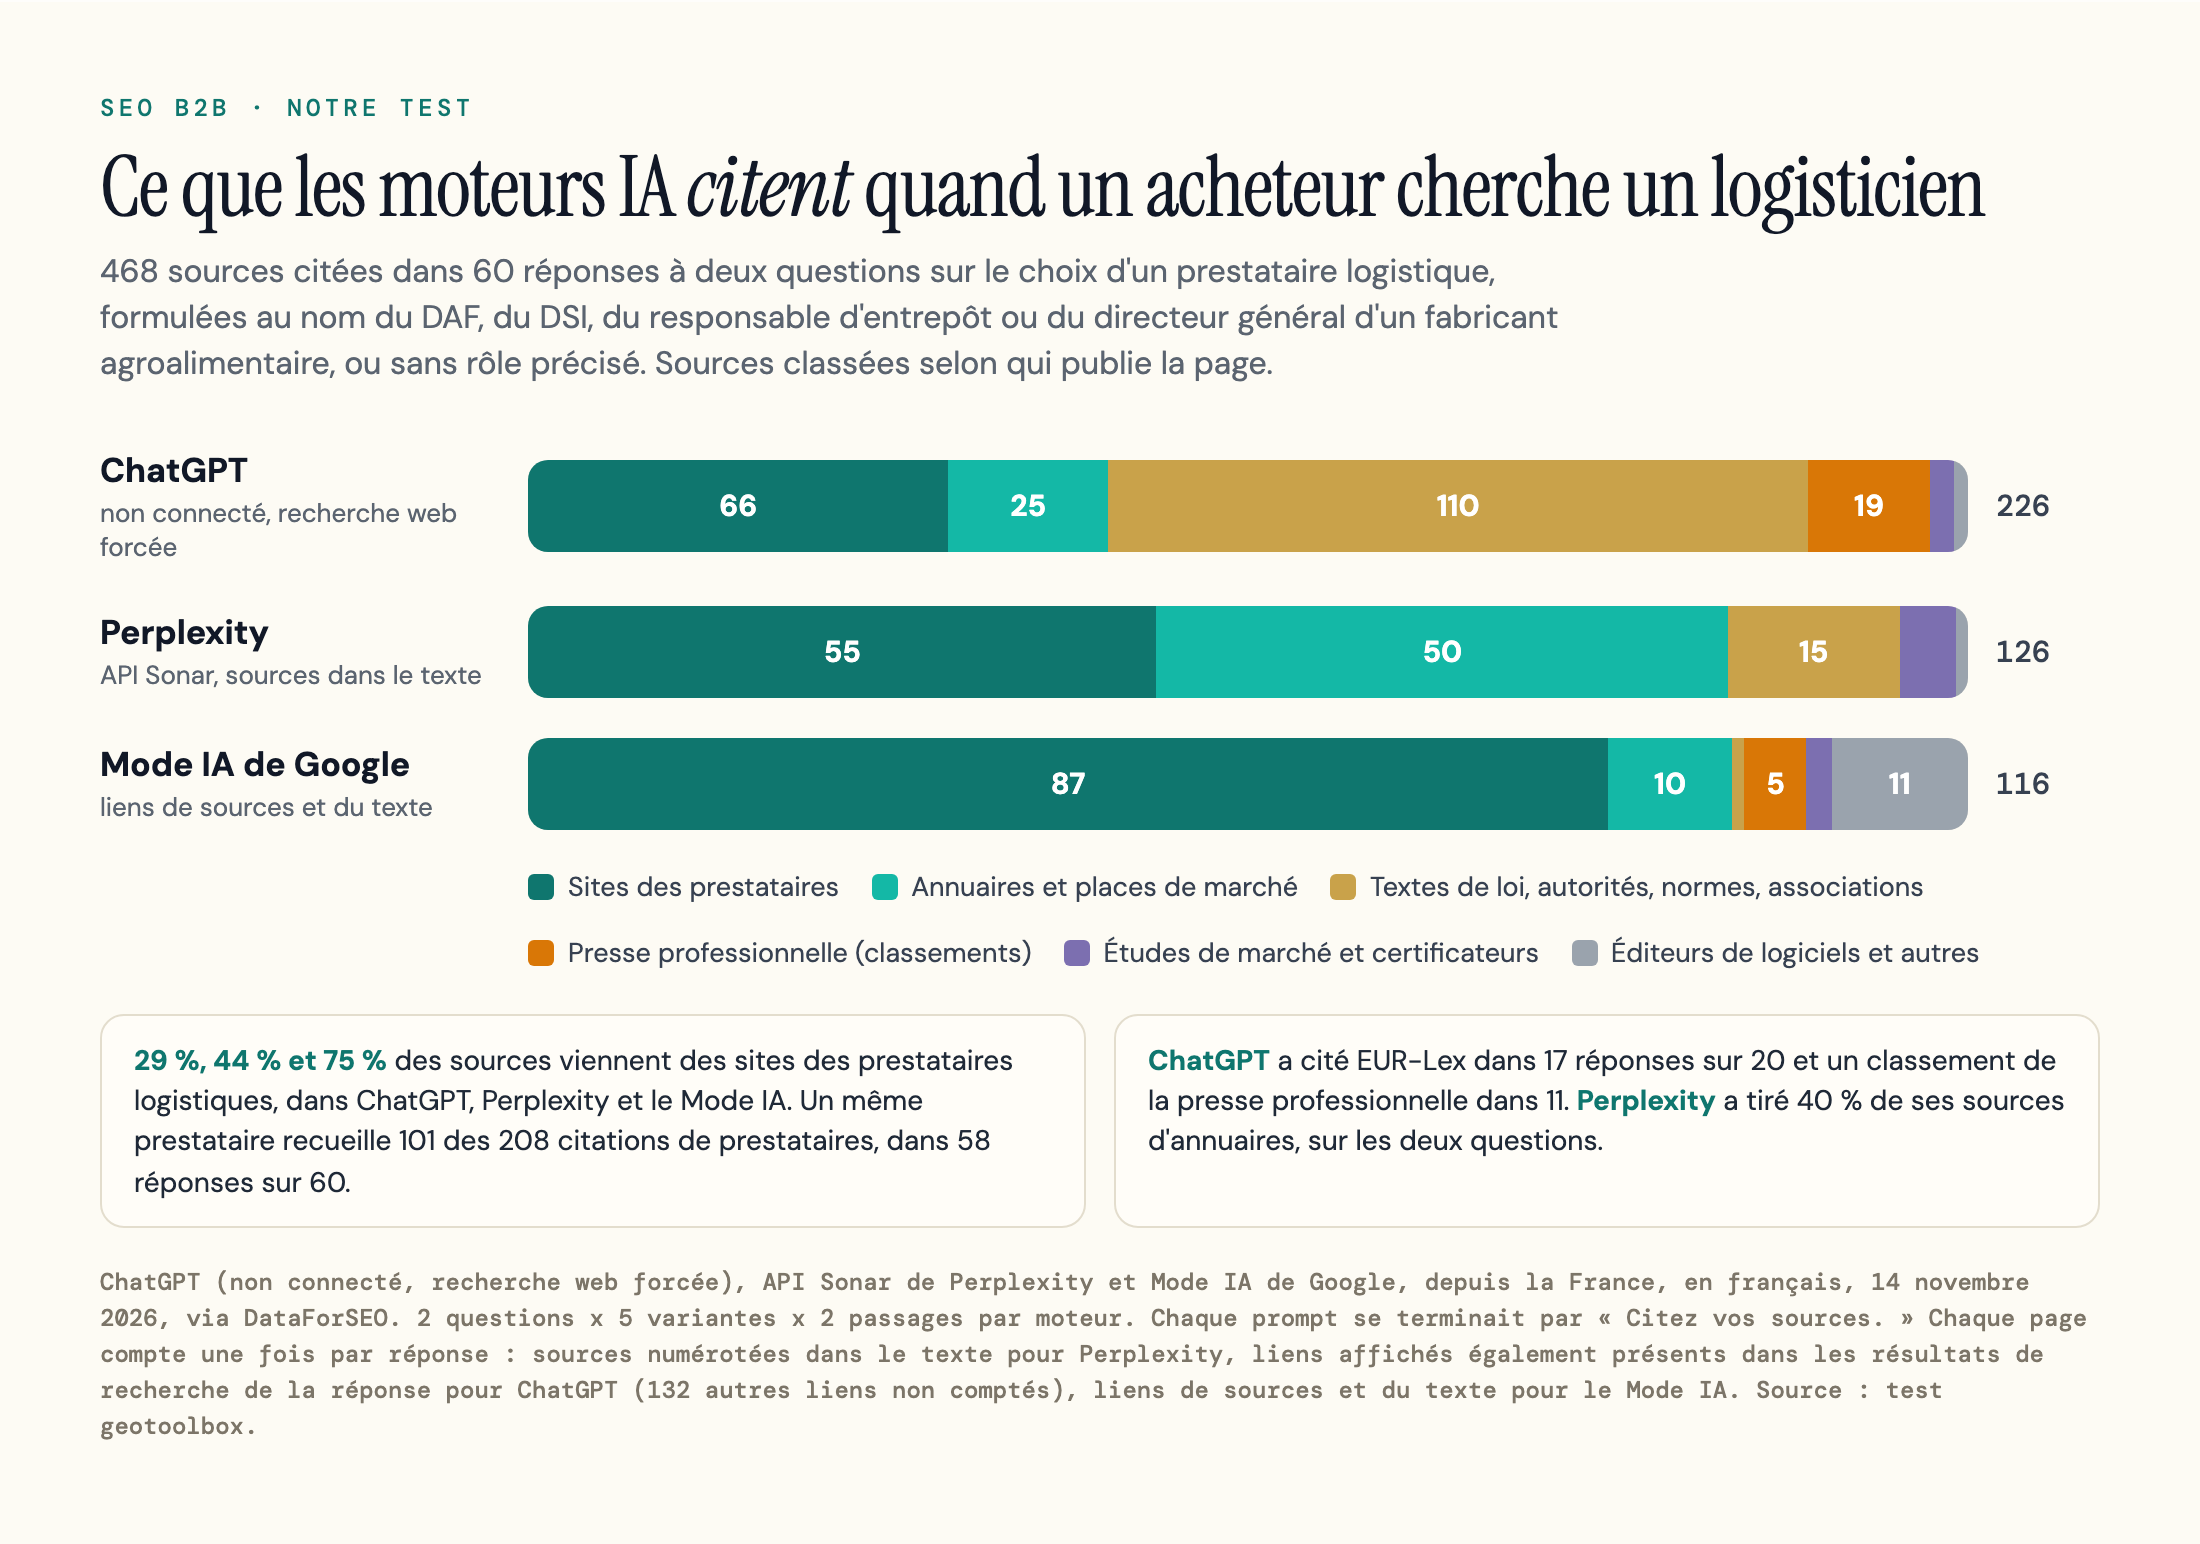 SEO B2B · NOTRE TEST
Ce que les moteurs IA citent quand un acheteur cherche un logisticien
468 sources citées dans 60 réponses à deux questions sur le choix d'un prestataire logistique,
formulées au nom du DAF, du DSI, du responsable d'entrepôt ou du directeur général d'un fabricant
agroalimentaire, ou sans rôle précisé. Sources classées selon qui publie la page.
ChatGPT
non connecté, recherche web
forcée
66 25 110 19 226
Perplexity
API Sonar, sources dans le texte
55 50 15 126
Mode IA de Google
liens de sources et du texte
87 10 5 11 116
Sites des prestataires Annuaires et places de marché Textes de loi, autorités, normes, associations
Presse professionnelle (classements) Études de marché et certificateurs Éditeurs de logiciels et autres
29 %, 44 % et 75 % des sources viennent des sites des prestataires
logistiques, dans ChatGPT, Perplexity et le Mode IA. Un même
prestataire recueille 101 des 208 citations de prestataires, dans 58
réponses sur 60.
ChatGPT a cité EUR-Lex dans 17 réponses sur 20 et un classement de
la presse professionnelle dans 11. Perplexity a tiré 40 % de ses sources
d'annuaires, sur les deux questions.
ChatGPT (non connecté, recherche web forcée), API Sonar de Perplexity et Mode IA de Google, depuis la France, en français, 14 novembre
2026, via DataForSEO. 2 questions x 5 variantes x 2 passages par moteur. Chaque prompt se terminait par « Citez vos sources. » Chaque page
compte une fois par réponse : sources numérotées dans le texte pour Perplexity, liens affichés également présents dans les résultats de
recherche de la réponse pour ChatGPT (132 autres liens non comptés), liens de sources et du texte pour le Mode IA. Source : test
geotoolbox.